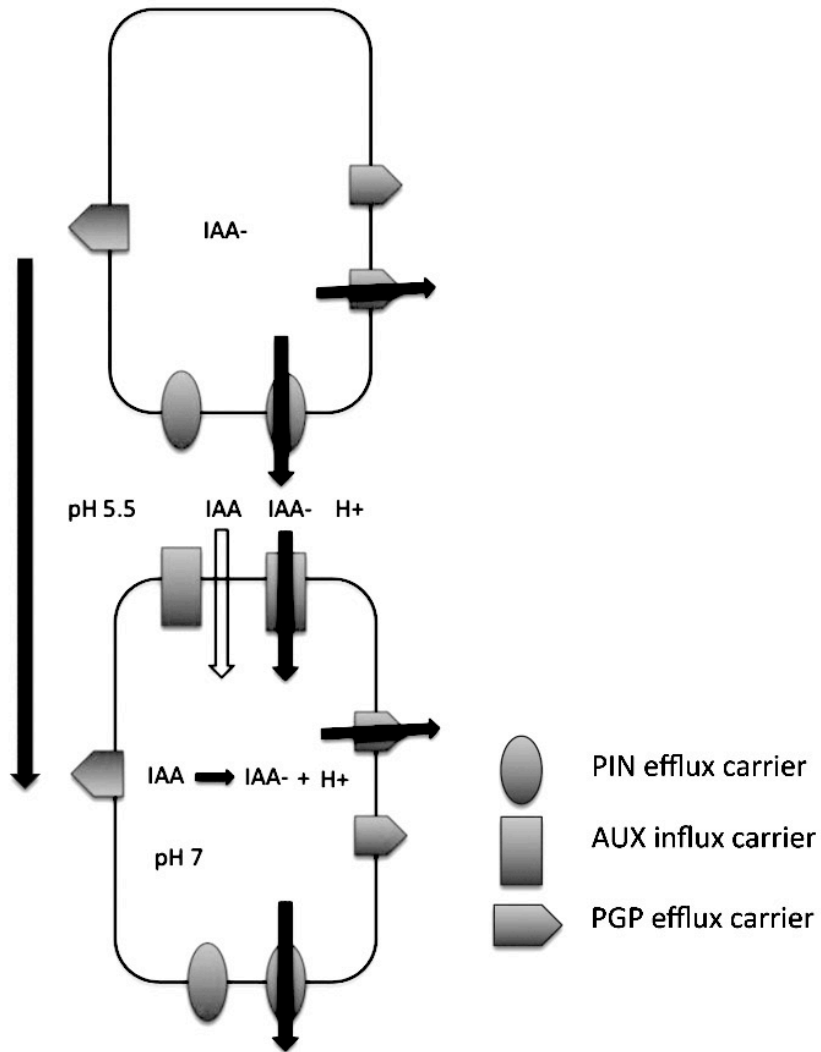 IAA-
pH 5.5 IAA IAA- H+
IAA IAA- + H+
pH 7
PIN efflux carrier
AUX influx carrier
PGP efflux carrier